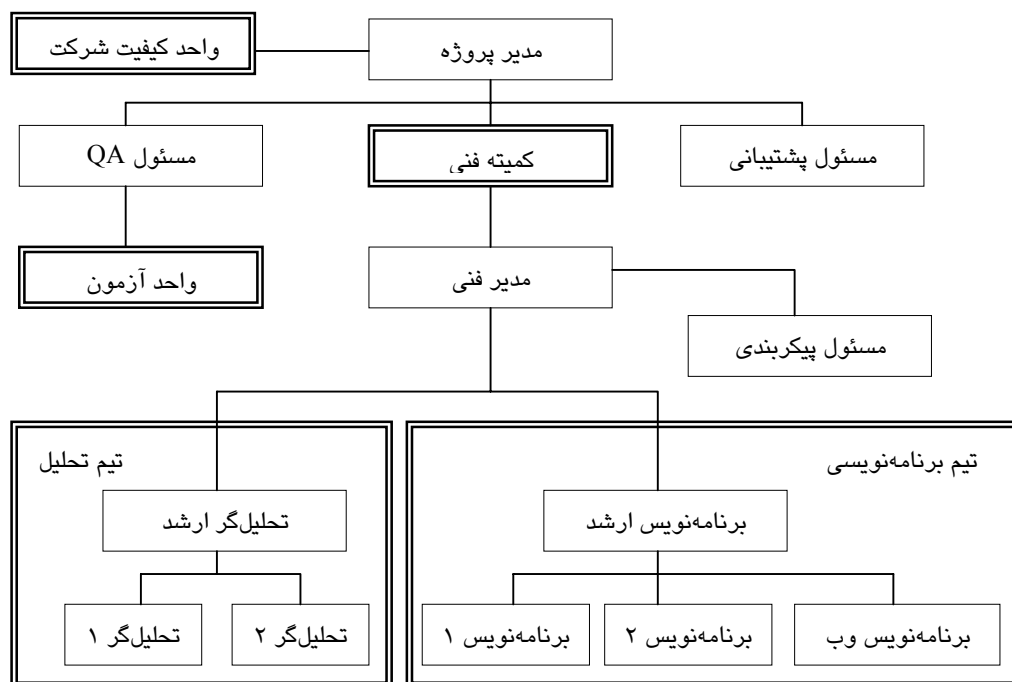 واحد کیفیت شرکت
مدیر پروژه
مسئول QA
کمیته فنی
مسئول پشتیبانی
واحد آزمون
مدیر فنی
مسئول پیکربندی
تیم تحلیل
تیم برنامه‌نویسی
تحلیل‌گر ارشد
برنامه‌نویس ارشد
تحلیل‌گر ۱
تحلیل‌گر ۲
برنامه‌نویس ۱
برنامه‌نویس ۲
برنامه‌نویس وب